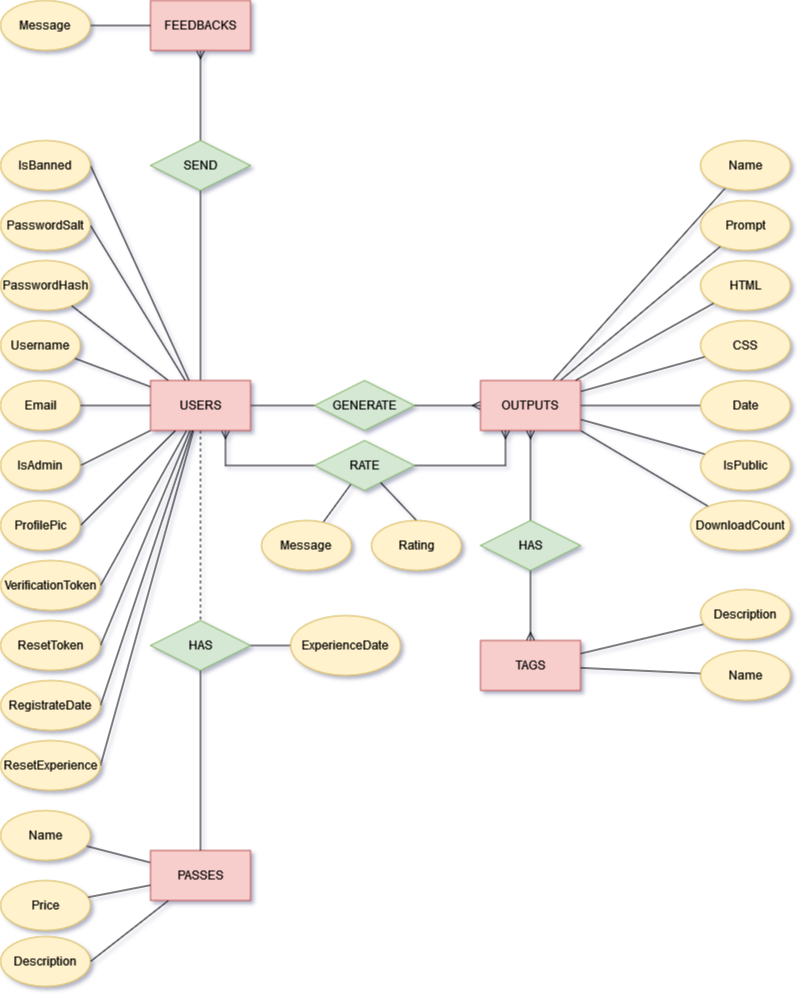 Message
FEEDBACKS
SEND
IsBanned
PasswordSalt
PasswordHash
Username
Email
IsAdmin
ProfilePic
VerificationToken
ResetToken
RegistrateDate
ResetExperience
USERS
GENERATE
RATE
Message
Rating
OUTPUTS
Name
Prompt
HTML
CSS
Date
IsPublic
DownloadCount
HAS
TAGS
Description
Name
HAS
ExperienceDate
PASSES
Name
Price
Description